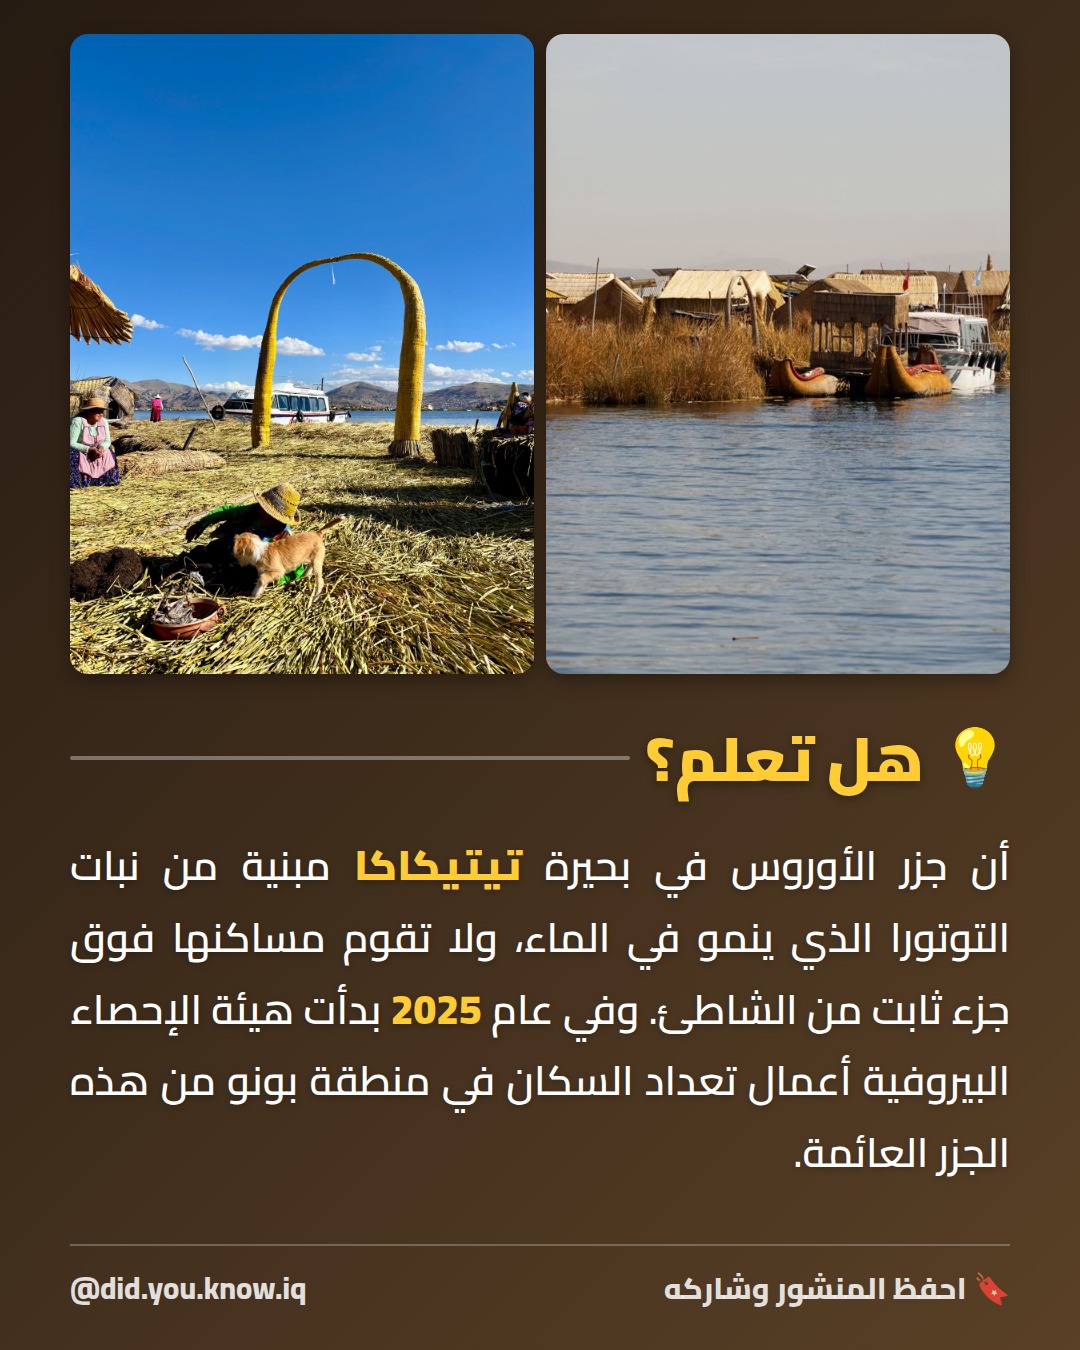 هل تعلم؟
أن جزر الأوروس في بحيرة تيتيكاكا مبنية من نبات
التوتورا الذي ينمو في الماء، ولا تقوم مساكنها فوق
جزء ثابت من الشاطئ. وفي عام 2025 بدأت هيئة الإحصاء
البيروفية أعمال تعداد السكان في منطقة بونو من هذه
الجزر العائمة.
احفظ المنشور وشاركه
@did.you.know.iq